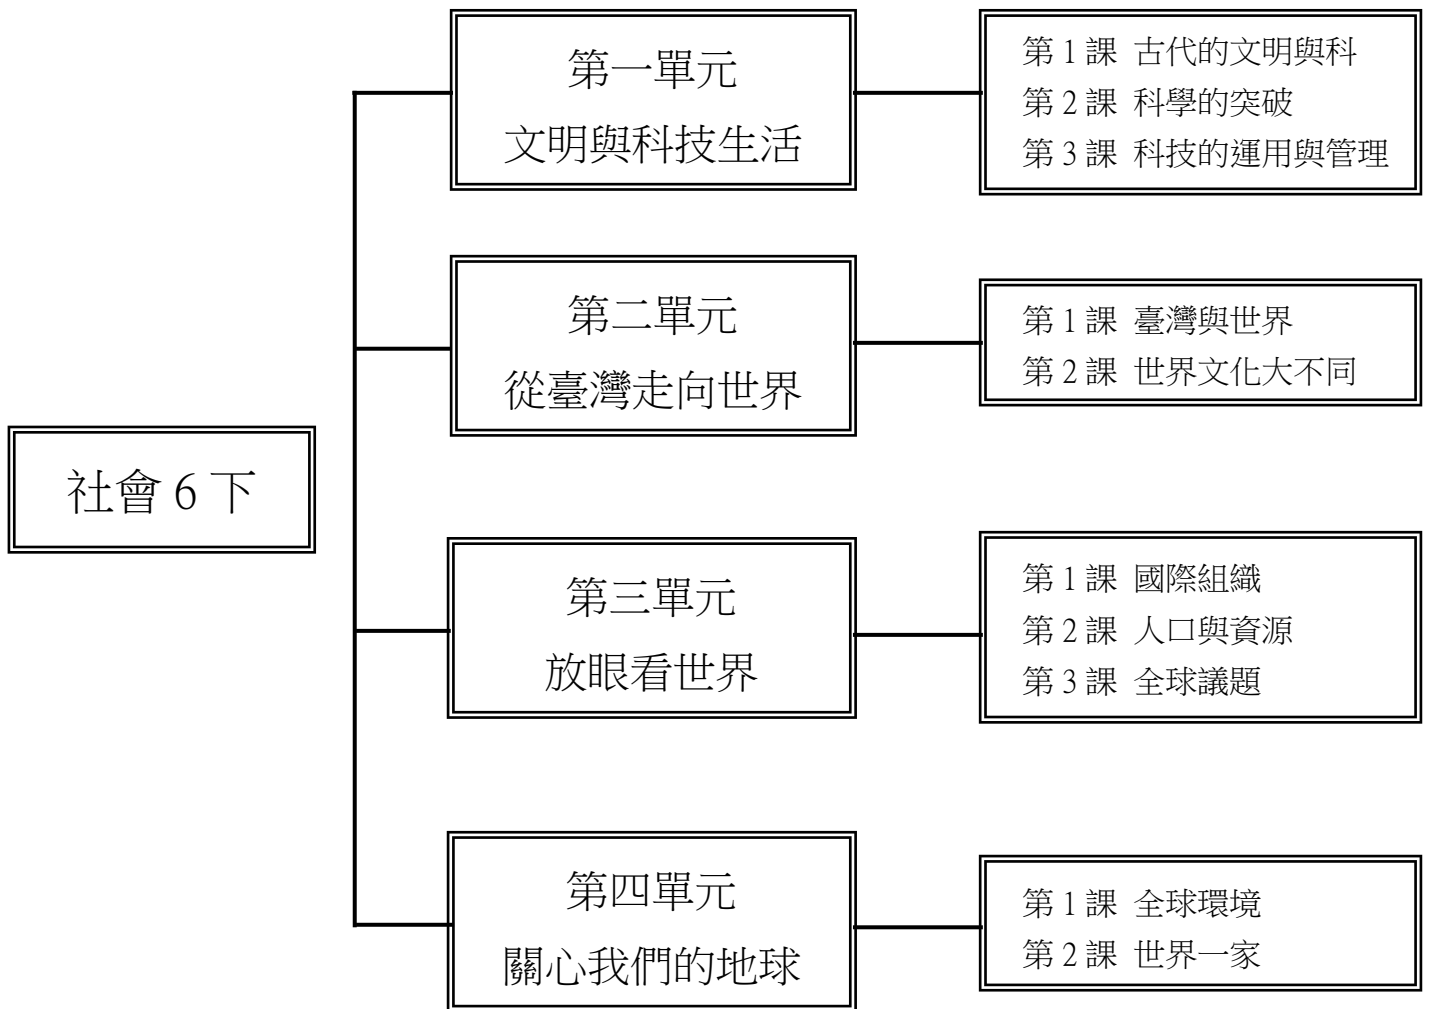 社會6下
第一單元
文明與科技生活
第1課 古代的文明與科
第2課 科學的突破
第3課 科技的運用與管理
第二單元
從臺灣走向世界
第1課 臺灣與世界
第2課 世界文化大不同
第三單元
放眼看世界
第1課 國際組織
第2課 人口與資源
第3課 全球議題
第四單元
關心我們的地球
第1課 全球環境
第2課 世界一家